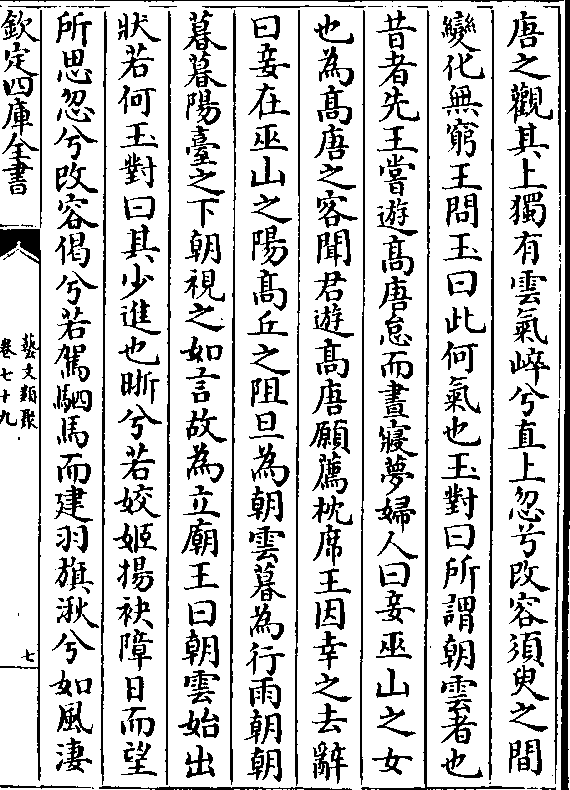 唐之觀其上獨有雲氣崪兮直上忽兮改容須臾之間
變化無窮王問玉曰此何氣也玉對曰所謂朝雲者也
昔者先王嘗遊髙唐怠而晝寢夢婦人曰妾巫山之女
也為髙唐之客聞君遊髙唐願薦枕席王因幸之去辭
曰妾在巫山之陽髙丘之阻旦為朝雲暮為行雨朝朝
暮暮陽臺之下朝視之如言故為立廟王曰朝雲始出
狀若何玉對曰其少進也晣兮若姣姬揚袂障日而望
所思忽兮改容偈兮若駕駟馬而建羽旗湫兮如風凄
欽定四庫全書
藝文類聚
卷七十九
七